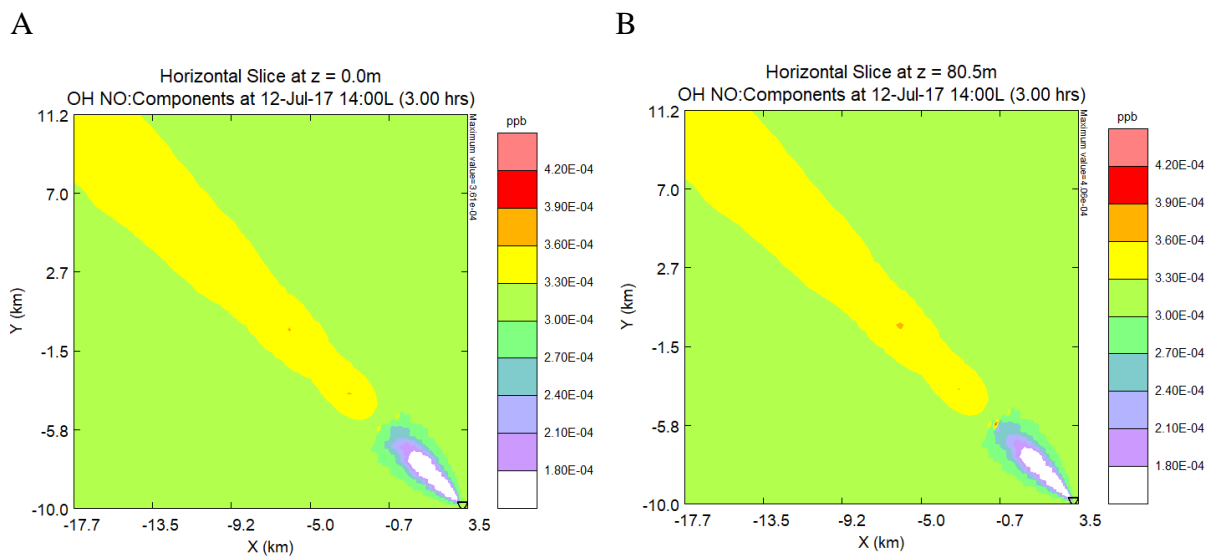 A
Horizontal Slice at z = 0.0m
OH NO:Components at 12-Jul-17 14:00L (3.00 hrs)
11.2
7.0
2.7
-1.5
-5.8
-10.0
Y (km)
-17.7 -13.5 -9.2 -5.0 -0.7 3.5
X (km)
Maximum value=3.61e-04
ppb
4.20E-04
3.90E-04
3.60E-04
3.30E-04
3.00E-04
2.70E-04
2.40E-04
2.10E-04
1.80E-04
B
Horizontal Slice at z = 80.5m
OH NO:Components at 12-Jul-17 14:00L (3.00 hrs)
11.2
7.0
2.7
-1.5
-5.8
-10.0
Y (km)
-17.7 -13.5 -9.2 -5.0 -0.7 3.5
X (km)
Maximum value=4.06e-04
ppb
4.20E-04
3.90E-04
3.60E-04
3.30E-04
3.00E-04
2.70E-04
2.40E-04
2.10E-04
1.80E-04